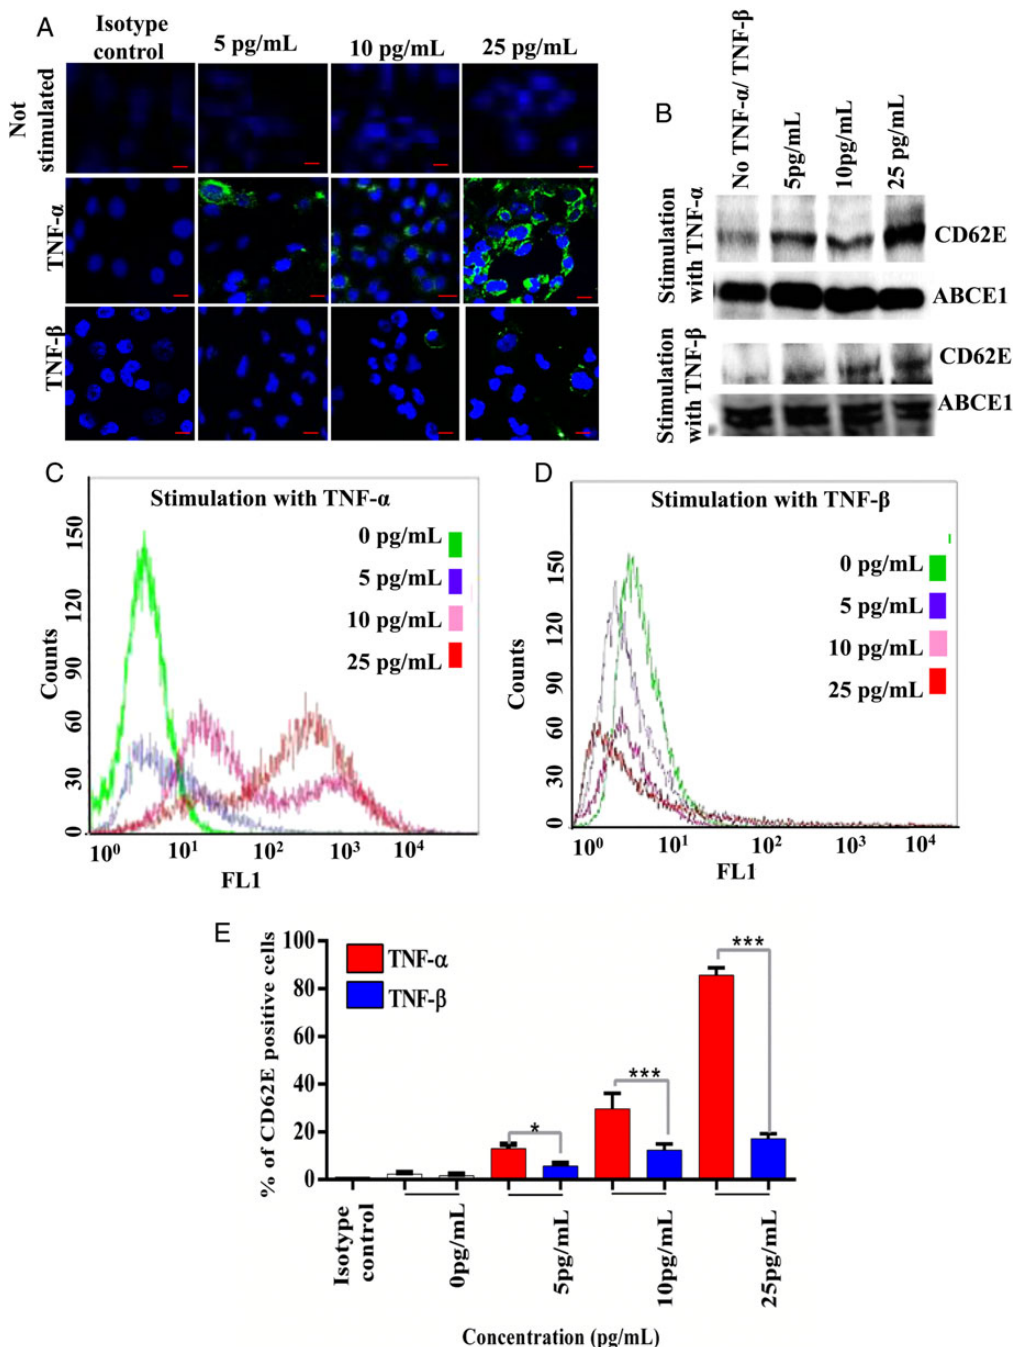 A
Isotype
control
5 pg/mL
10 pg/mL
25 pg/mL
Not
stimulated
TNF-α
TNF-β
B
No TNF-α/ TNF-β
5pg/mL
10pg/mL
25 pg/mL
Stimulation
with TNF-α
CD62E
ABCE1
Stimulation
with TNF-β
CD62E
ABCE1
C
Stimulation with TNF-α
0 pg/mL
5 pg/mL
10 pg/mL
25 pg/mL
Counts
150
120
90
60
30
0
10⁰
10¹
10²
10³
10⁴
FL1
D
Stimulation with TNF-β
0 pg/mL
5 pg/mL
10 pg/mL
25 pg/mL
Counts
150
120
90
60
30
0
10⁰
10¹
10²
10³
10⁴
FL1
E
% of CD62E positive cells
100
80
60
40
20
0
TNF-α
TNF-β
*
***
***
Isotype
control
0pg/mL
5pg/mL
10pg/mL
25pg/mL
Concentration (pg/mL)